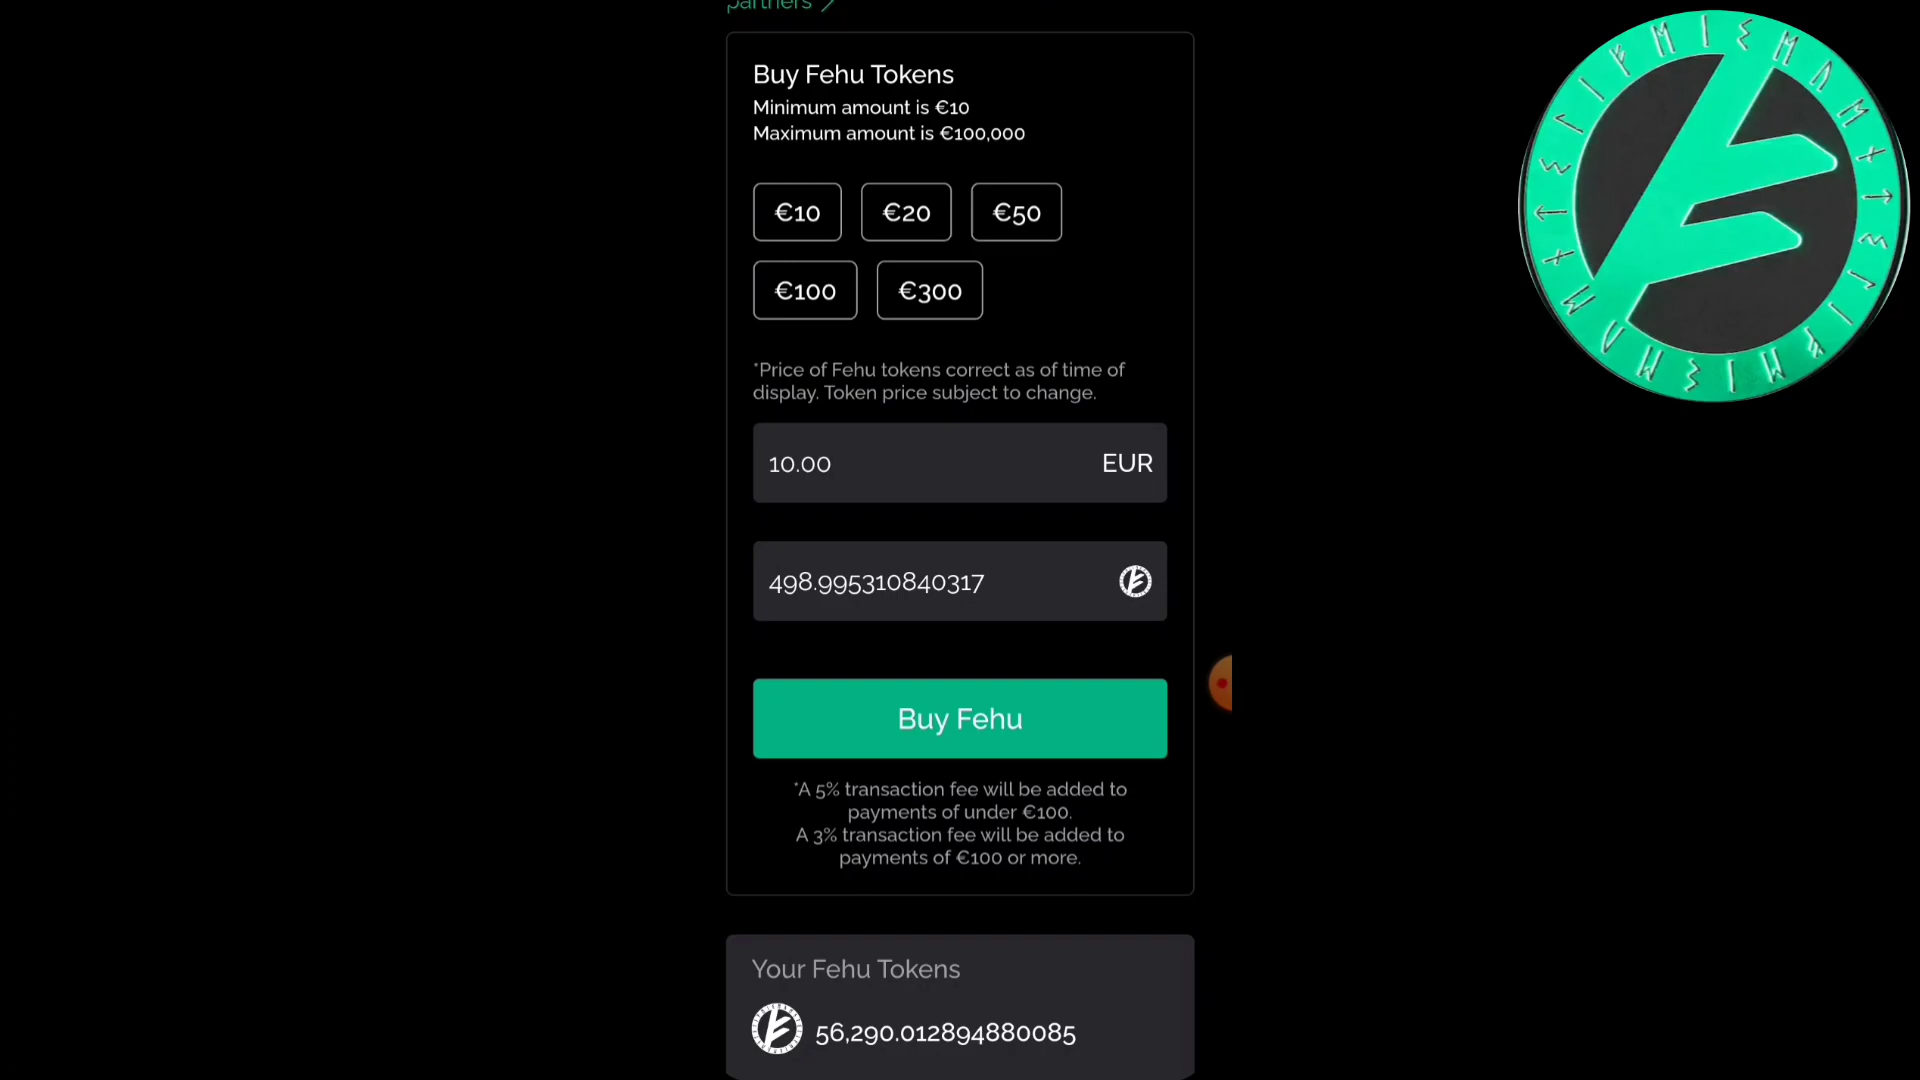 partners
Buy Fehu Tokens
Minimum amount is €10
Maximum amount is €100,000
€10 €20 €50
€100 €300
*Price of Fehu tokens correct as of time of
display. Token price subject to change.
10.00 EUR
498.995310840317
Buy Fehu
*A 5% transaction fee will be added to
payments of under €100.
A 3% transaction fee will be added to
payments of €100 or more.
Your Fehu Tokens
56,290.012894880085